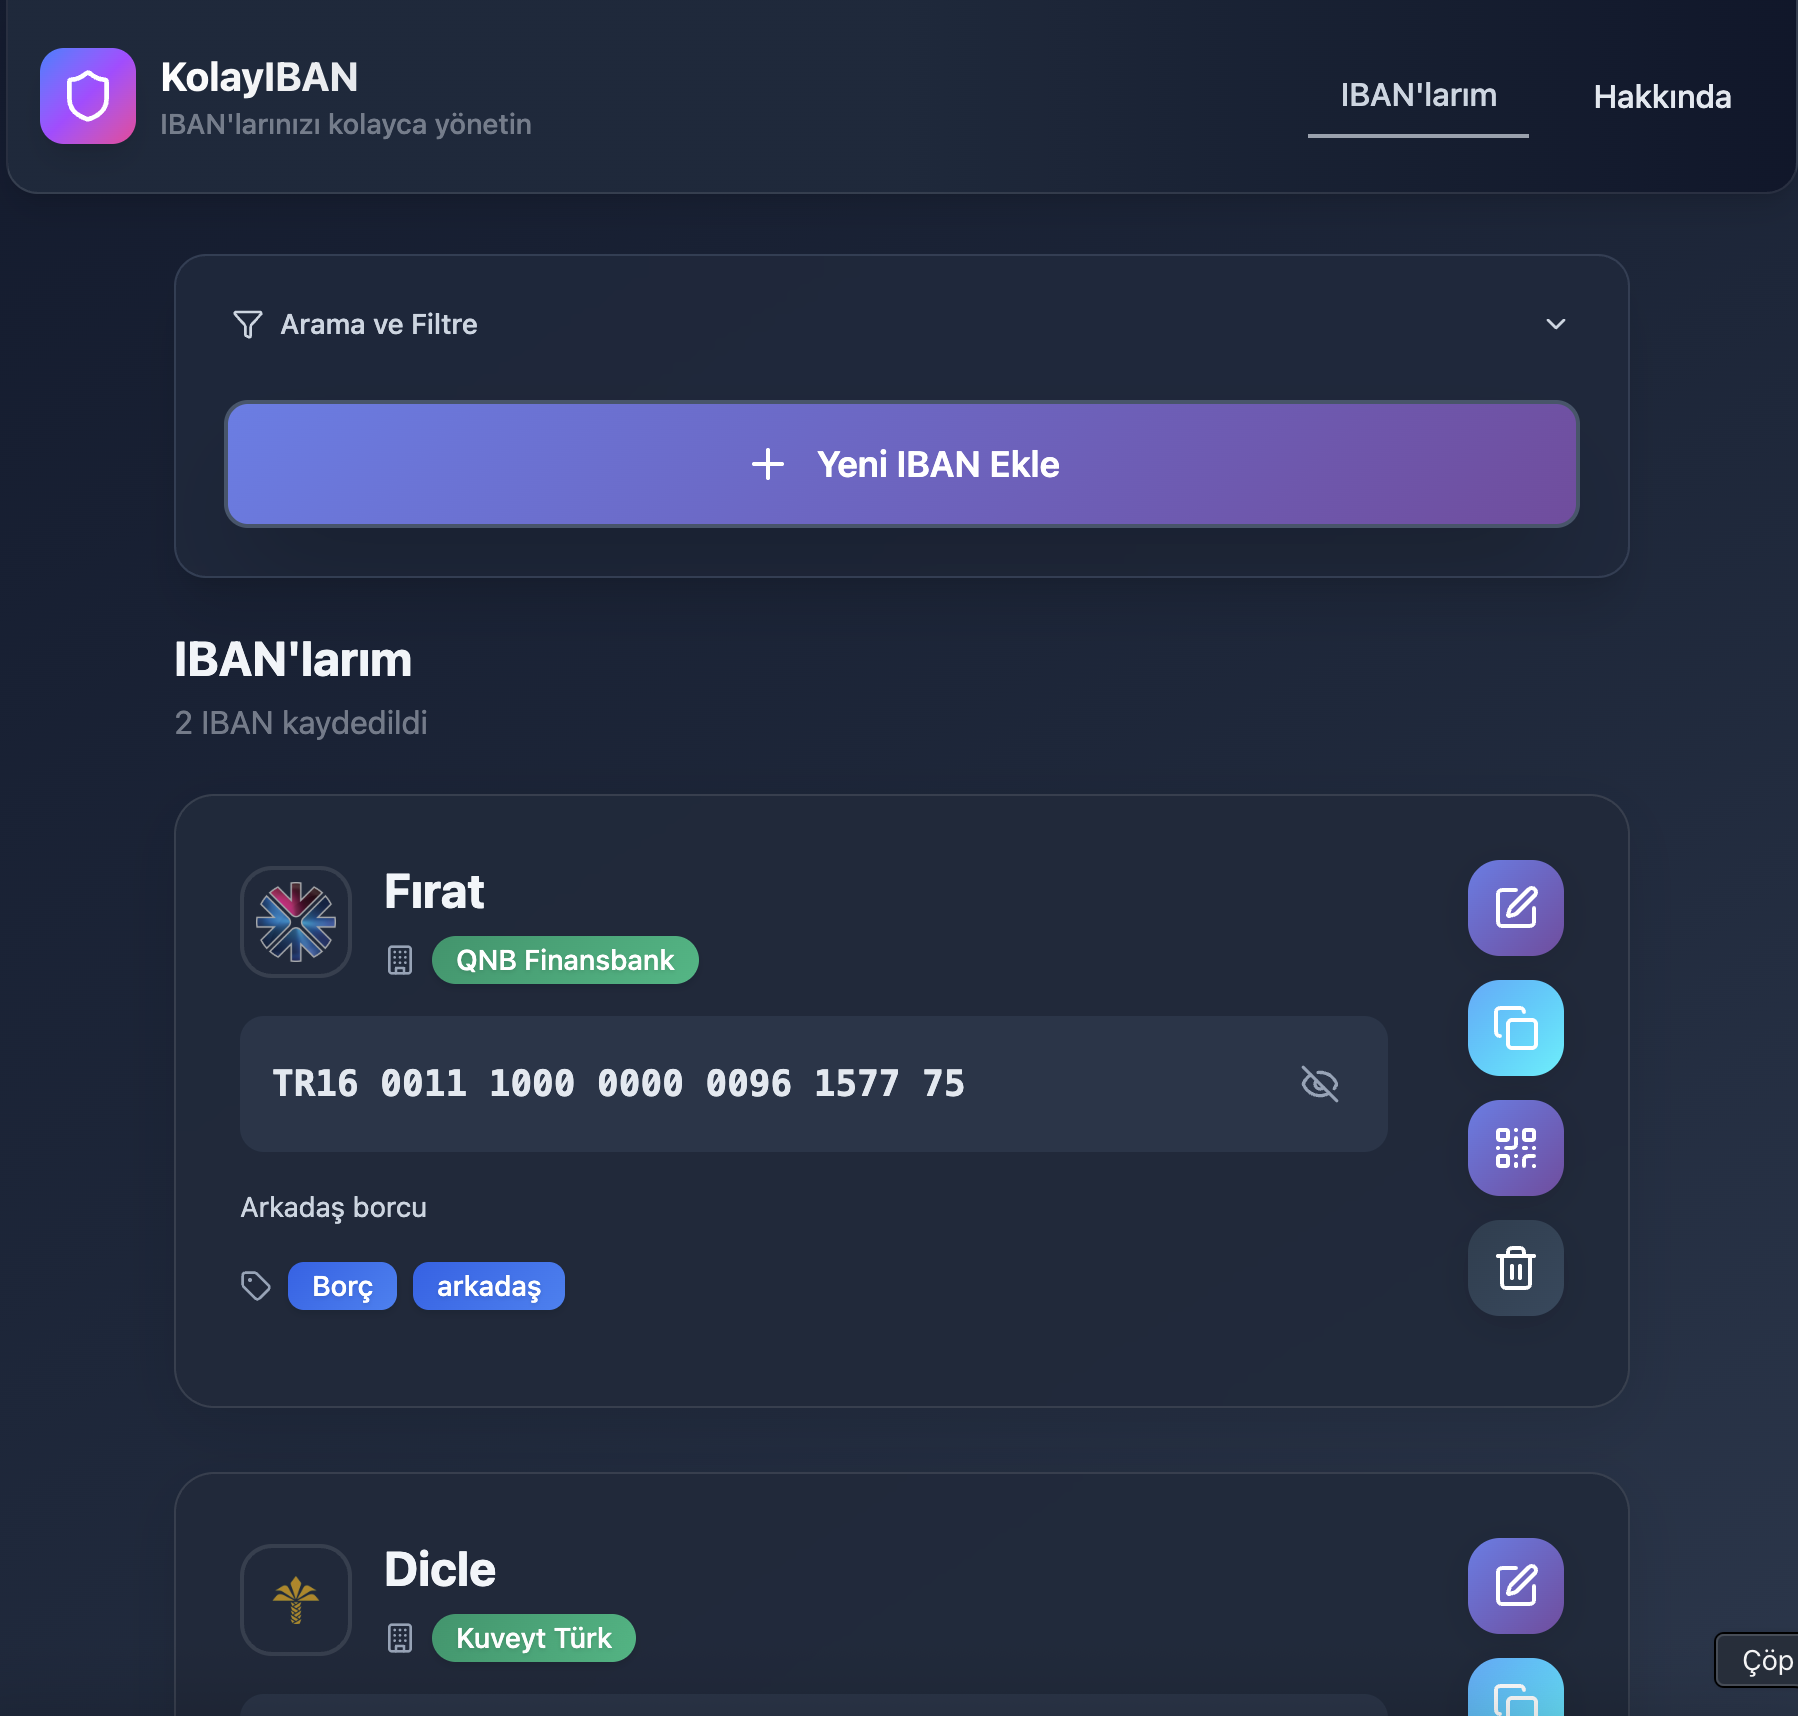 KolayIBAN
IBAN'larınızı kolayca yönetin
IBAN'larım
Hakkında
Arama ve Filtre
Yeni IBAN Ekle
IBAN'larım
2 IBAN kaydedildi
Fırat
QNB Finansbank
TR16 0011 1000 0000 0096 1577 75
Arkadaş borcu
Borç
arkadaş
Dicle
Kuveyt Türk
Çöp